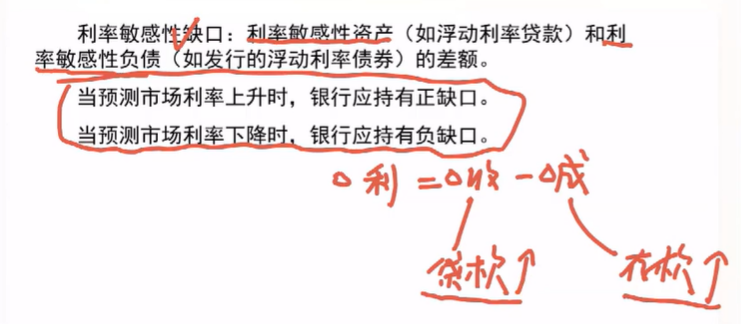 利率敏感性缺口：利率敏感性资产（如浮动利率贷款）和利
率敏感性负债（如发行的浮动利率债券）的差额。
当预测市场利率上升时，银行应持有正缺口。
当预测市场利率下降时，银行应持有负缺口。
△利=△收-△成
贷款↑ 存款↑